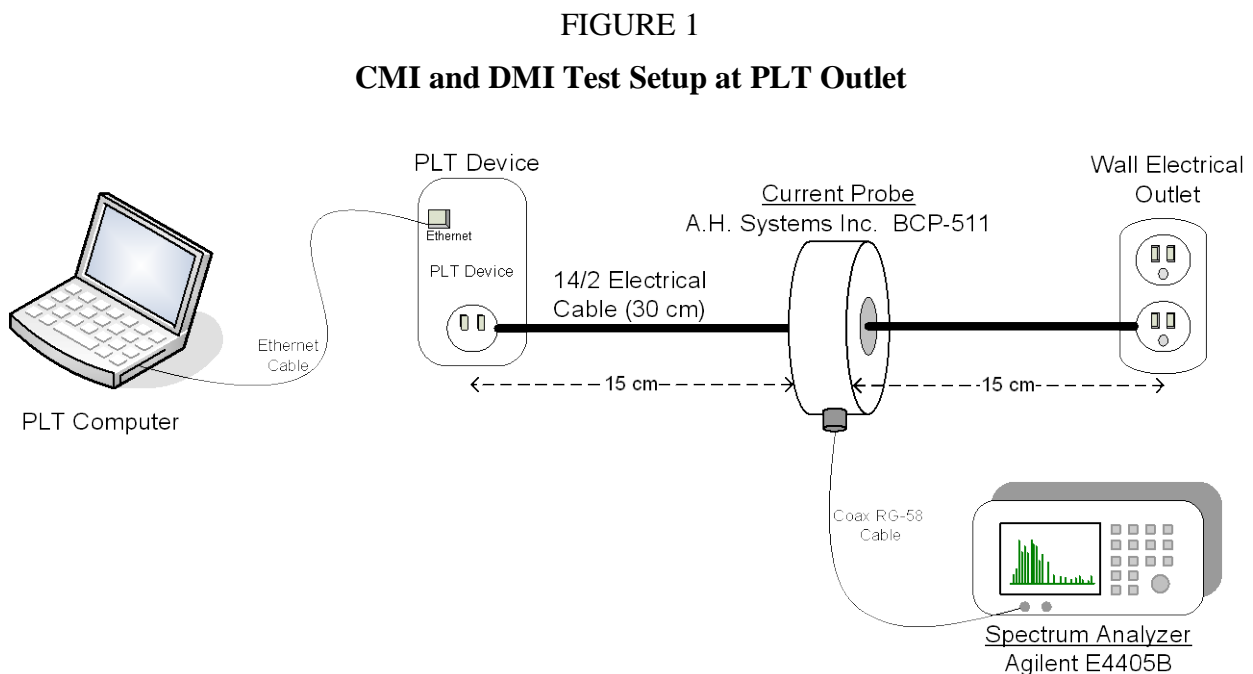 FIGURE 1
CMI and DMI Test Setup at PLT Outlet
PLT Device
Ethernet
PLT Device
Wall Electrical
Outlet
Current Probe
A.H. Systems Inc. BCP-511
14/2 Electrical
Cable (30 cm)
Ethernet
Cable
15 cm
15 cm
PLT Computer
Coax RG-58
Cable
Spectrum Analyzer
Agilent E4405B